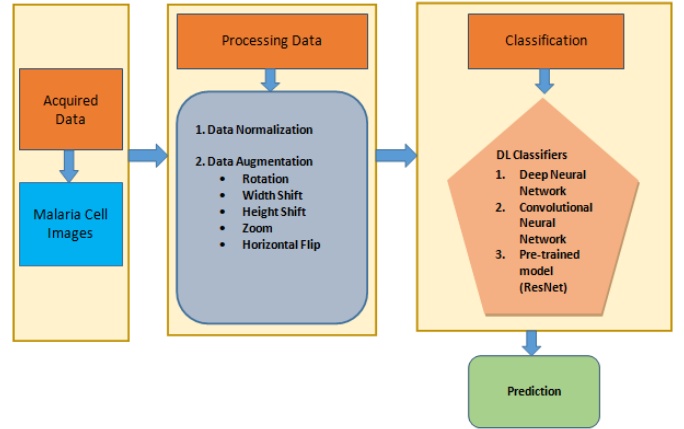 Acquired
Data
Malaria Cell
Images
Processing Data
1. Data Normalization
2. Data Augmentation
• Rotation
• Width Shift
• Height Shift
• Zoom
• Horizontal Flip
Classification
DL Classifiers
1. Deep Neural
Network
2. Convolutional
Neural
Network
3. Pre-trained
model
(ResNet)
Prediction